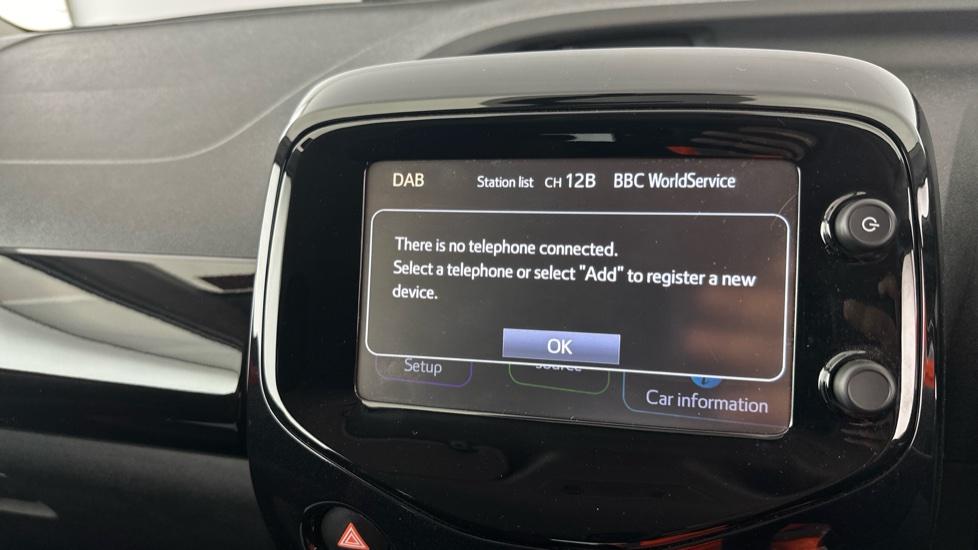 DAB Station list CH 12B BBC WorldService
There is no telephone connected.
Select a telephone or select "Add" to register a new
device.
OK
Setup source
Car information